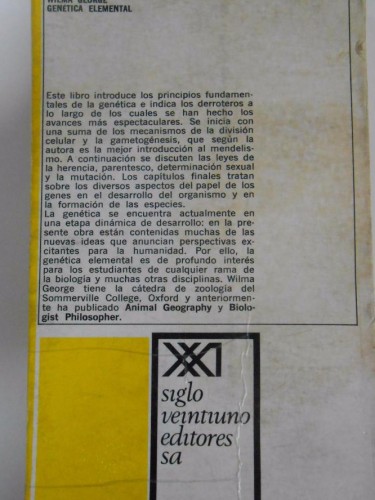 WILMA GEORGE
GENETICA ELEMENTAL
Este libro introduce los principios fundamen-
tales de la genética e indica los derroteros a
lo largo de los cuales se han hecho los
avances más espectaculares. Se inicia con
una suma de los mecanismos de la división
celular y la gametogénesis, que según la
autora es la mejor introducción al mendelis-
mo. A continuación se discuten las leyes de
la herencia, parentesco, determinación sexual
y la mutación. Los capítulos finales tratan
sobre los diversos aspectos del papel de los
genes en el desarrollo del organismo y en
la formación de las especies.
La genética se encuentra actualmente en
una etapa dinámica de desarrollo: en la pre-
sente obra están contenidas muchas de las
nuevas ideas que anuncian perspectivas ex-
citantes para la humanidad. Por ello, la
genética elemental es de profundo interés
para los estudiantes de cualquier rama de
la biología y muchas otras disciplinas. Wilma
George tiene la cátedra de zoología del
Sommerville College, Oxford y anteriormen-
te ha publicado Animal Geography y Biolo-
gist Philosopher.
XXI
siglo
veintiuno
editores
sa